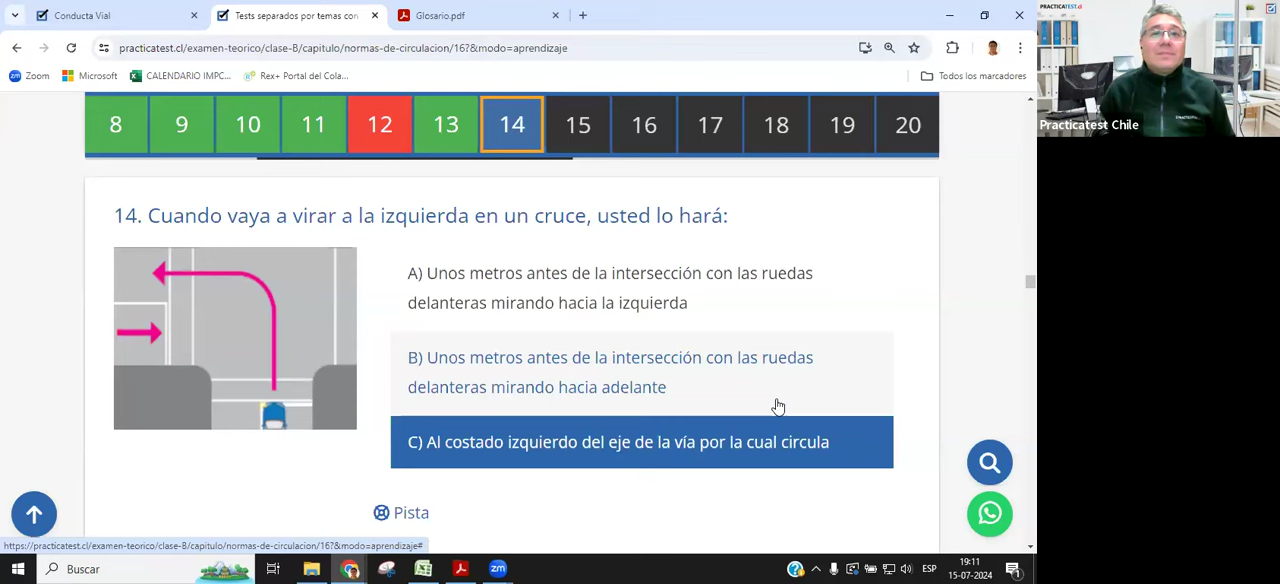 Conducta Vial
Tests separados por temas con
Glosario.pdf
practicatest.cl/examen-teorico/clase-B/capitulo/normas-de-circulacion/167&modo=aprendizaje
Zoom
Microsoft
CALENDARIO IMPC...
Rex+ Portal del Cola...
Todos los marcadores
8 9 10 11 12 13 14 15 16 17 18 19 20
14. Cuando vaya a virar a la izquierda en un cruce, usted lo hará:
A) Unos metros antes de la intersección con las ruedas
delanteras mirando hacia la izquierda
B) Unos metros antes de la intersección con las ruedas
delanteras mirando hacia adelante
C) Al costado izquierdo del eje de la vía por la cual circula
Pista
https://practicatest.cl/examen-teorico/clase-B/capitulo/normas-de-circulacion/167&modo=aprendizaje#
Buscar
ESP
19:11
15-07-2024
1
PRACTICATEST.cl
Practicatest Chile